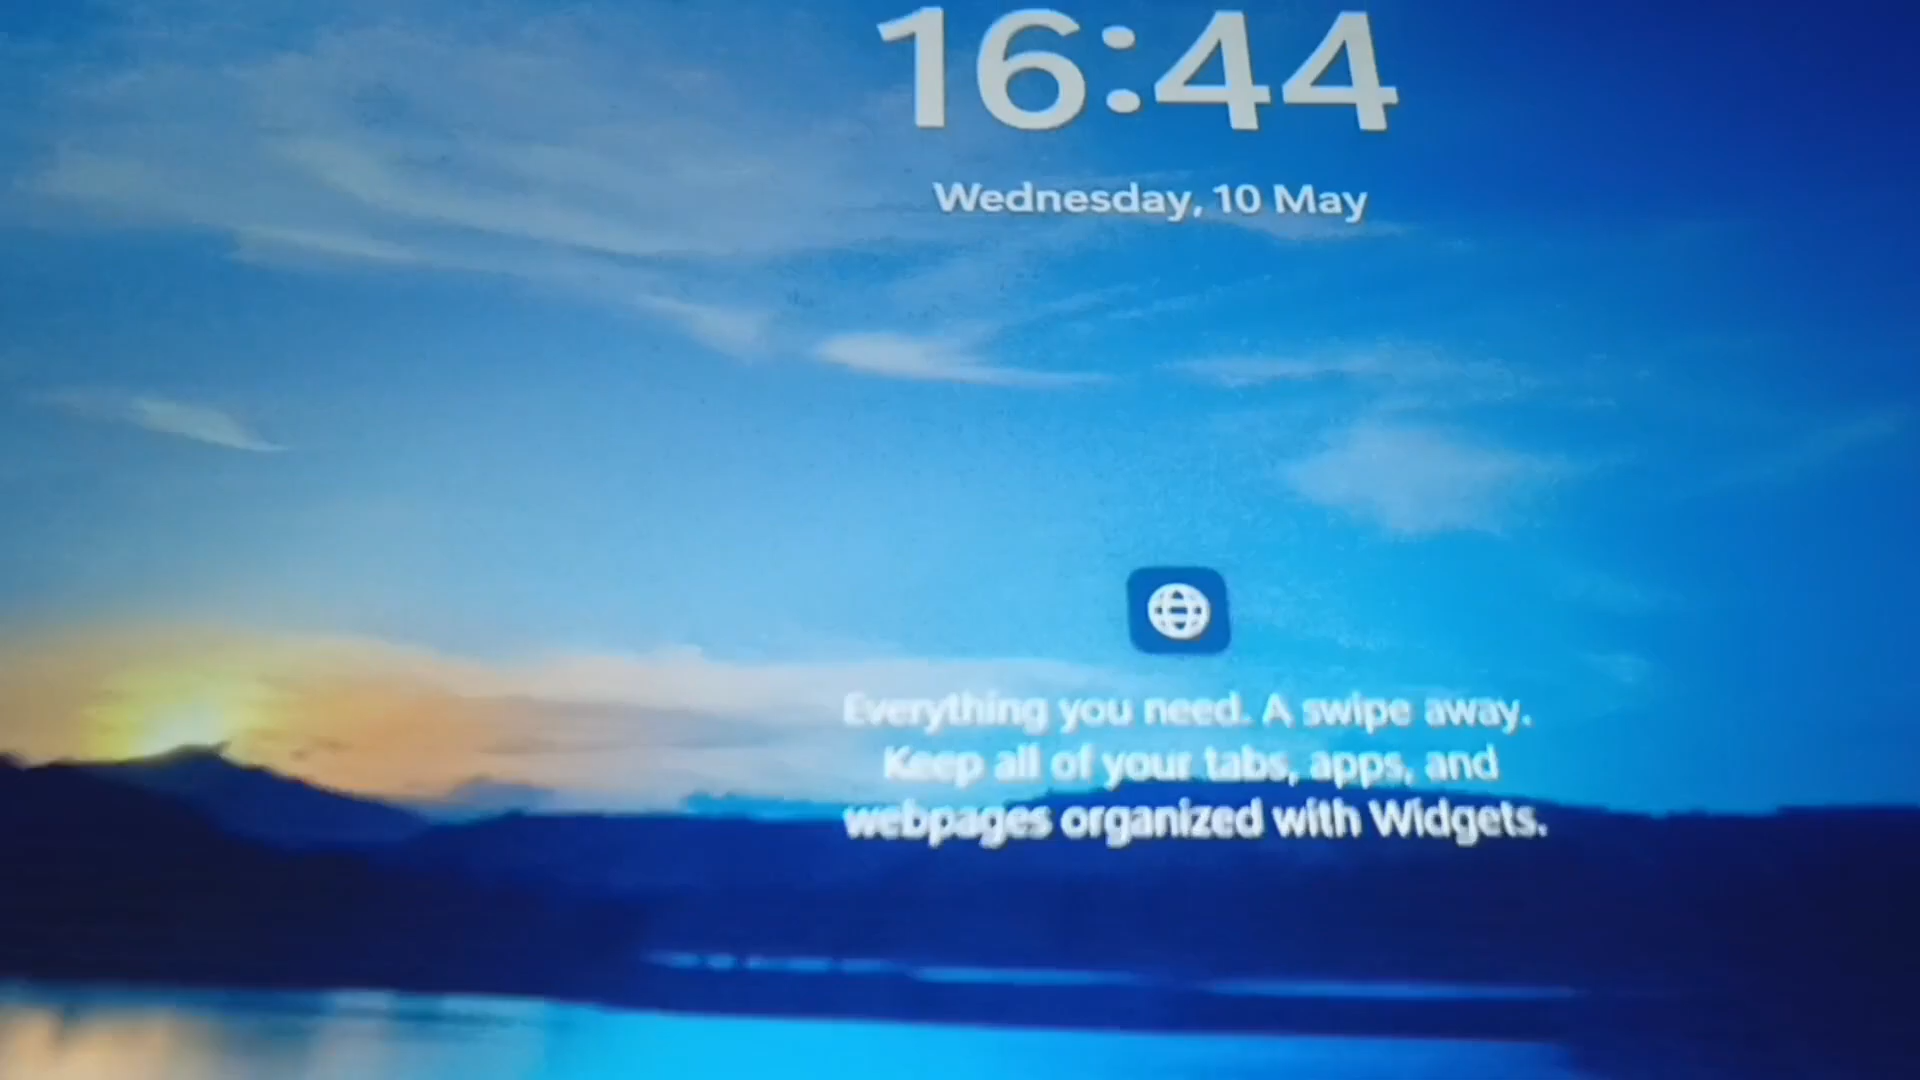 16:44
Wednesday, 10 May
Everything you need. A swipe away.
Keep all of your tabs, apps, and
webpages organized with Widgets.